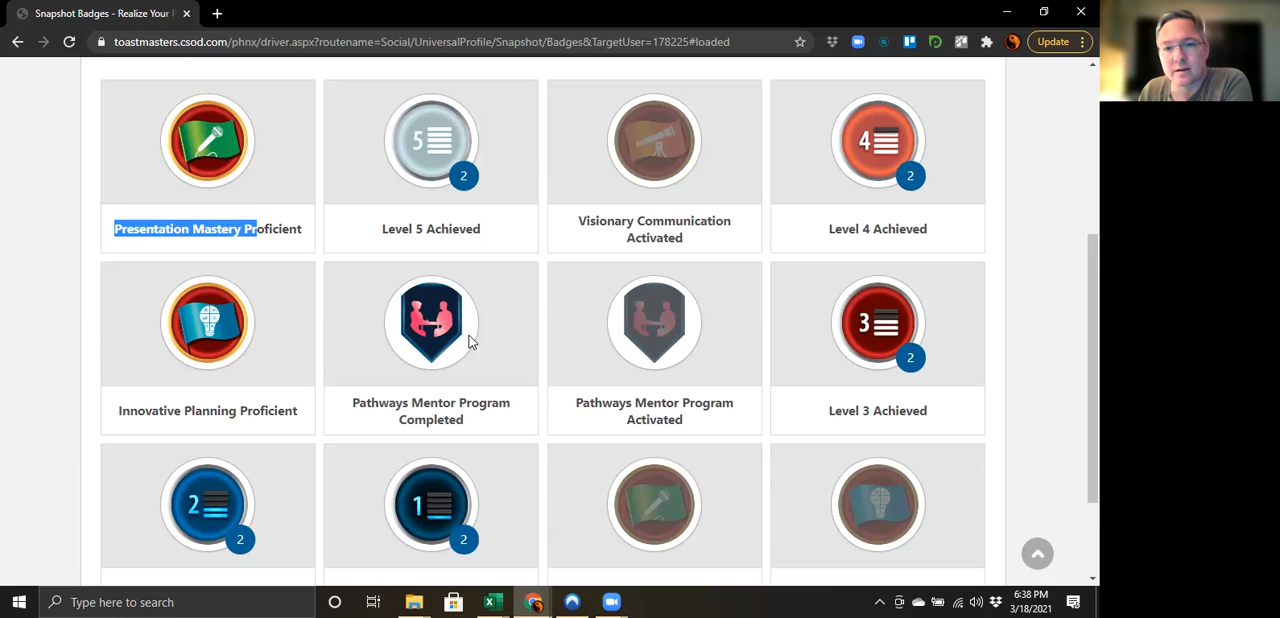 Snapshot Badges - Realize Your P
toastmasters.csod.com/phnx/driver.aspx?routename=Social/UniversalProfile/Snapshot/Badges&TargetUser=178225#loaded
Update
5
2
4
2
Presentation Mastery Proficient
Level 5 Achieved
Visionary Communication
Activated
Level 4 Achieved
3
2
Innovative Planning Proficient
Pathways Mentor Program
Completed
Pathways Mentor Program
Activated
Level 3 Achieved
2
2
1
2
Type here to search
6:38 PM
3/18/2021